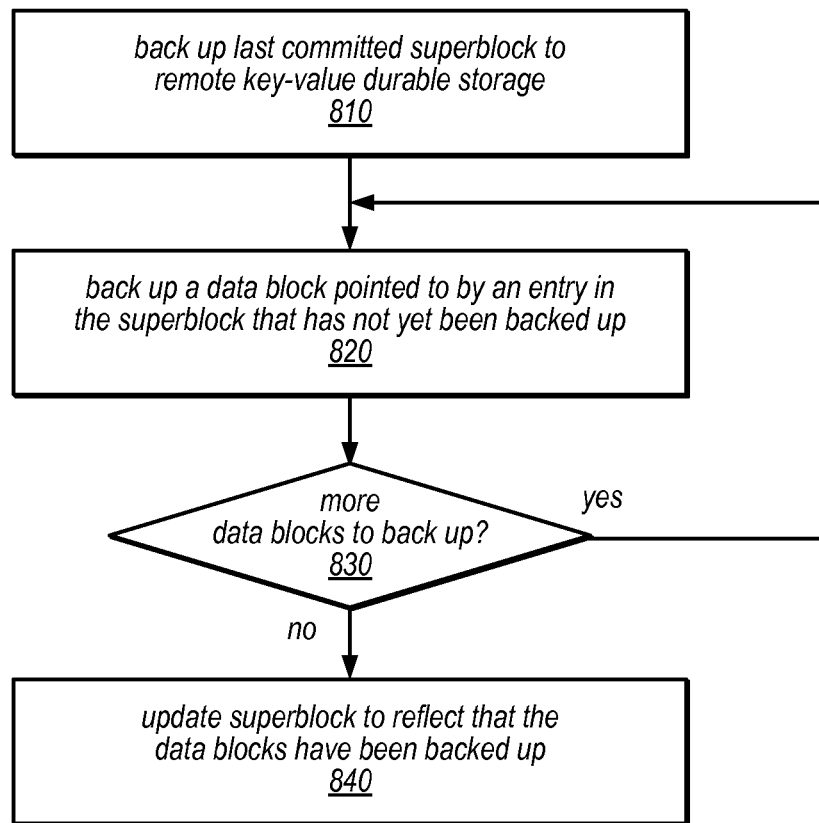 back up last committed superblock to
remote key-value durable storage
810
back up a data block pointed to by an entry in
the superblock that has not yet been backed up
820
more
data blocks to back up?
830
yes
no
update superblock to reflect that the
data blocks have been backed up
840